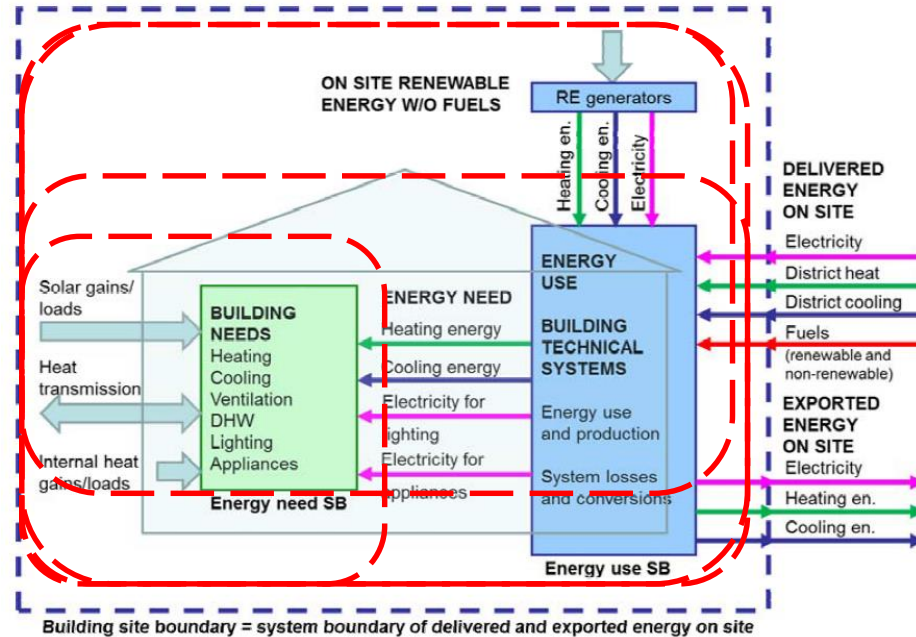 ON SITE RENEWABLE
ENERGY W/O FUELS
RE generators
Heating en.
Cooling en.
Electricity
DELIVERED
ENERGY
ON SITE
Electricity
District heat
District cooling
Fuels
(renewable and
non-renewable)
EXPORTED
ENERGY
ON SITE
Electricity
Heating en.
Cooling en.
Solar gains/
loads
Heat
transmission
Internal heat
gains/loads
BUILDING
NEEDS
Heating
Cooling
Ventilation
DHW
Lighting
Appliances
Energy need SB
ENERGY NEED
Heating energy
Cooling energy
Electricity for
lighting
Electricity for
appliances
ENERGY
USE
BUILDING
TECHNICAL
SYSTEMS
Energy use
and production
System losses
and conversions
Energy use SB
Building site boundary = system boundary of delivered and exported energy on site